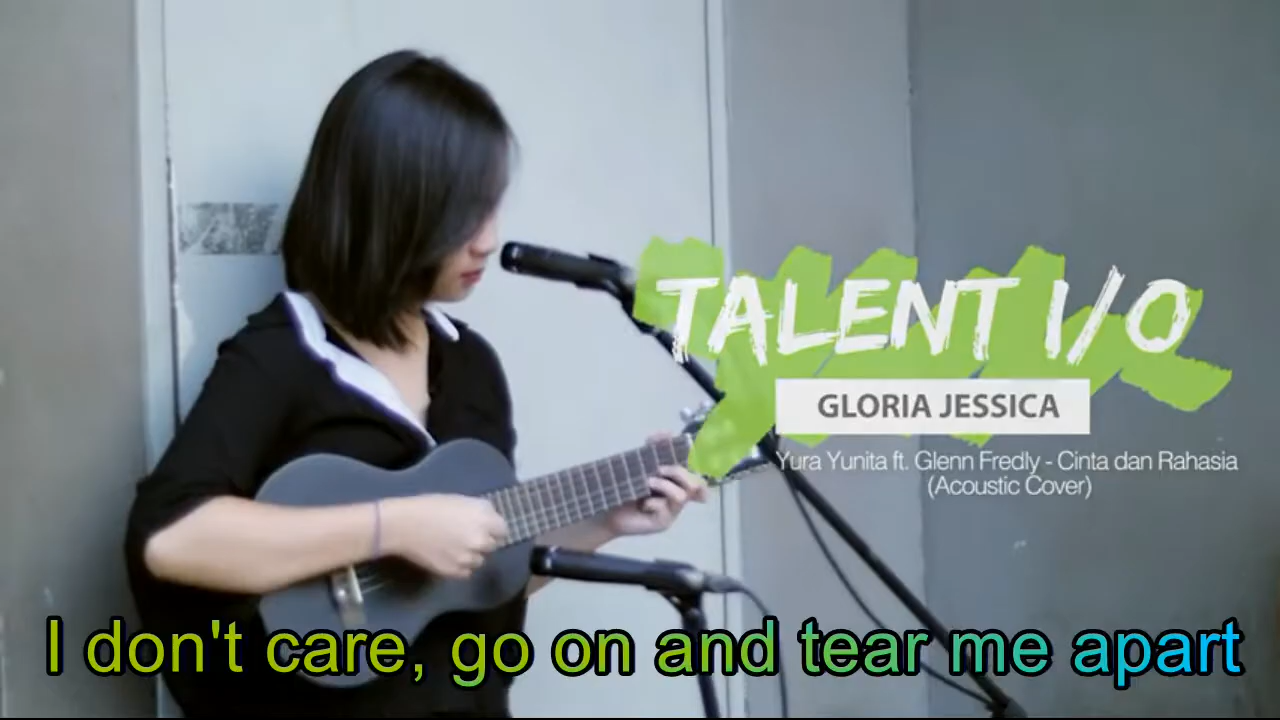 TALENT I/O
GLORIA JESSICA
Yura Yunita ft. Glenn Fredly - Cinta dan Rahasia
(Acoustic Cover)
I don't care, go on and tear me apart